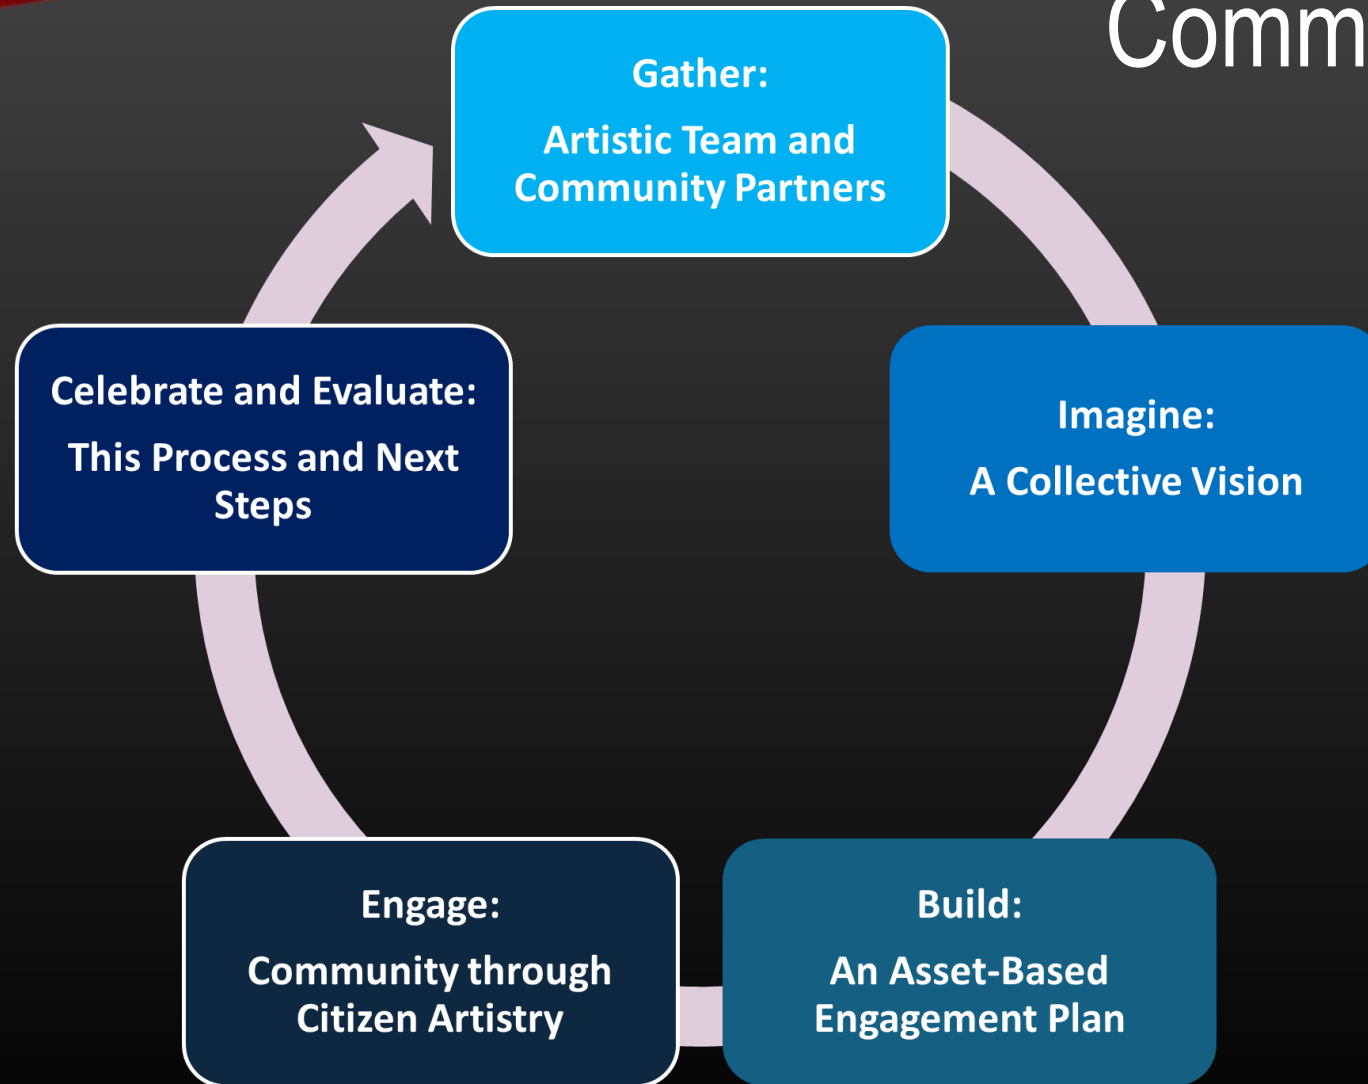 Comm
Gather:
Artistic Team and
Community Partners
Imagine:
A Collective Vision
Build:
An Asset-Based
Engagement Plan
Engage:
Community through
Citizen Artistry
Celebrate and Evaluate:
This Process and Next
Steps